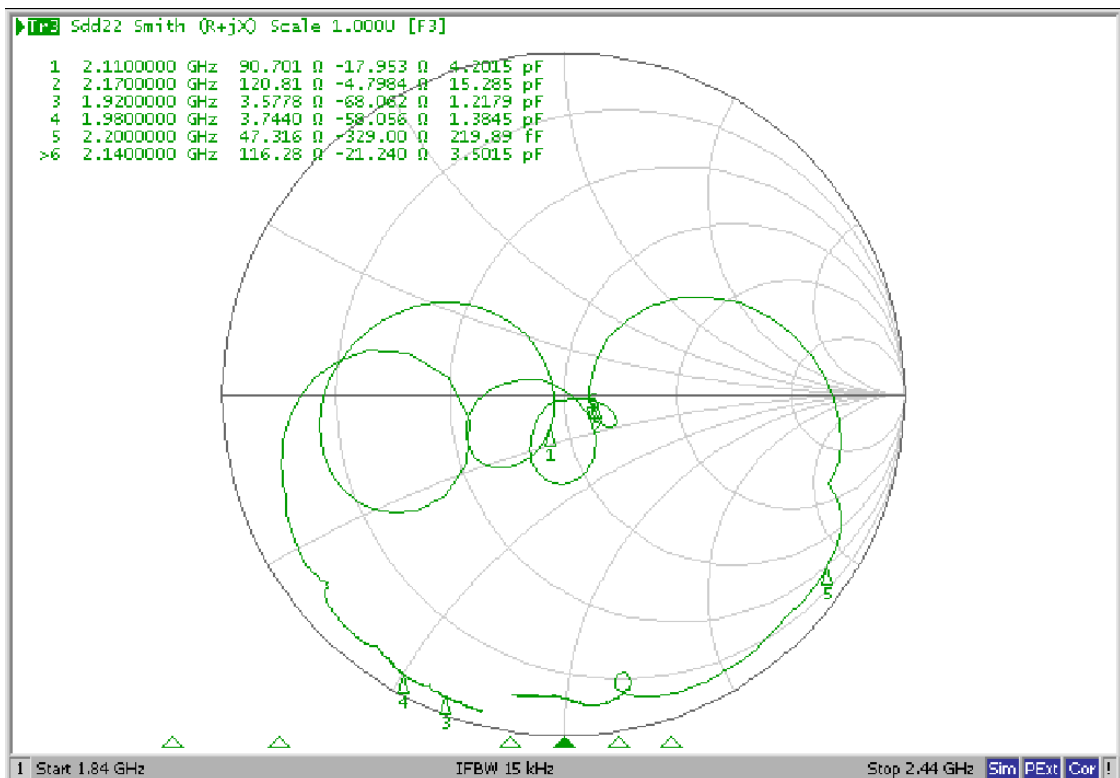 Tr3 Sdd22 Smith (R+jX) Scale 1.000U [F3]
1 2.1100000 GHz 90.701 Ω -17.953 Ω 4.2015 pF
2 2.1700000 GHz 120.81 Ω -4.7984 Ω 15.285 pF
3 1.9200000 GHz 3.5778 Ω -68.062 Ω 1.2179 pF
4 1.9800000 GHz 3.7440 Ω -58.056 Ω 1.3845 pF
5 2.2000000 GHz 47.316 Ω -329.00 Ω 219.89 fF
>6 2.1400000 GHz 116.28 Ω -21.240 Ω 3.5015 pF
1
5
4
3
1 Start 1.84 GHz IFBW 15 kHz Stop 2.44 GHz Sim PExt Cor !